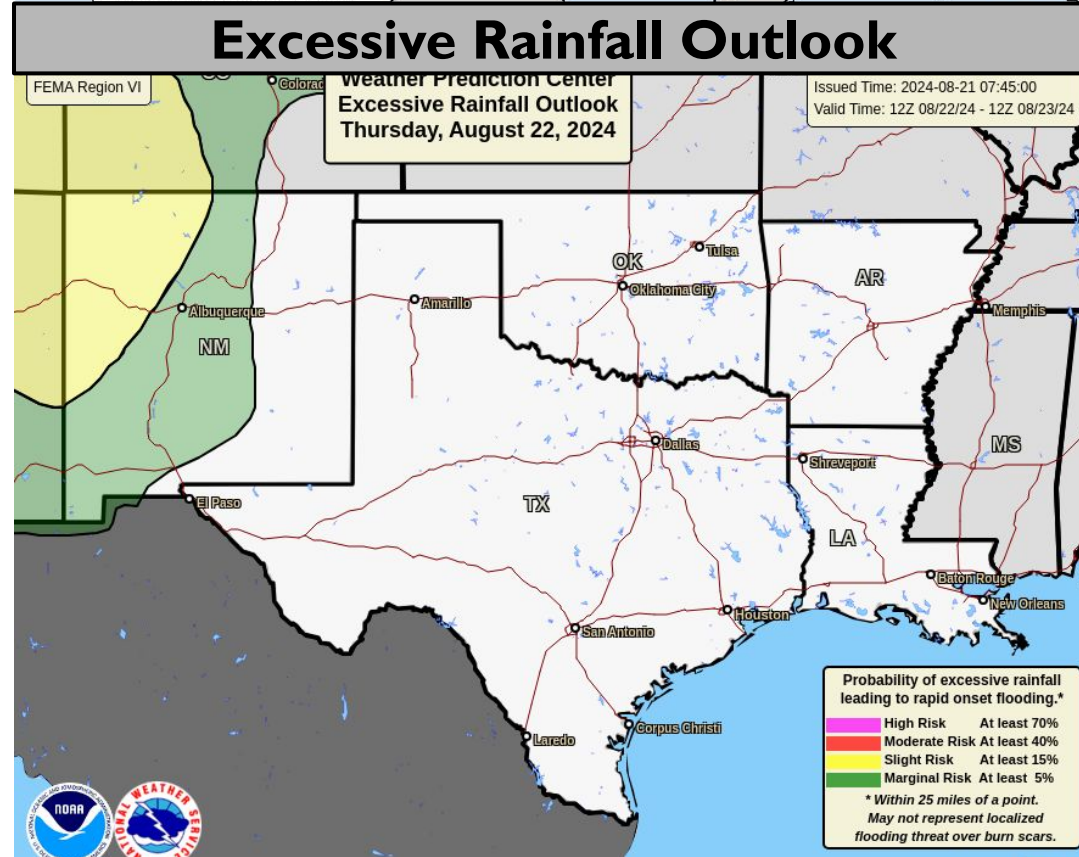 Excessive Rainfall Outlook
FEMA Region VI
Weather Prediction Center
Excessive Rainfall Outlook
Thursday, August 22, 2024
Issued Time: 2024-08-21 07:45:00
Valid Time: 12Z 08/22/24 - 12Z 08/23/24
OK
Tulsa
Oklahoma City
AR
Albuquerque
Amarillo
Memphis
NM
Dallas
MS
Shreveport
El Paso
TX
LA
Baton Rouge
New Orleans
Houston
San Antonio
Laredo
Corpus Christi
Probability of excessive rainfall
leading to rapid onset flooding.*
High Risk At least 70%
Moderate Risk At least 40%
Slight Risk At least 15%
Marginal Risk At least 5%
* Within 25 miles of a point.
May not represent localized
flooding threat over burn scars.
NOAA
NATIONAL WEATHER SERVICE